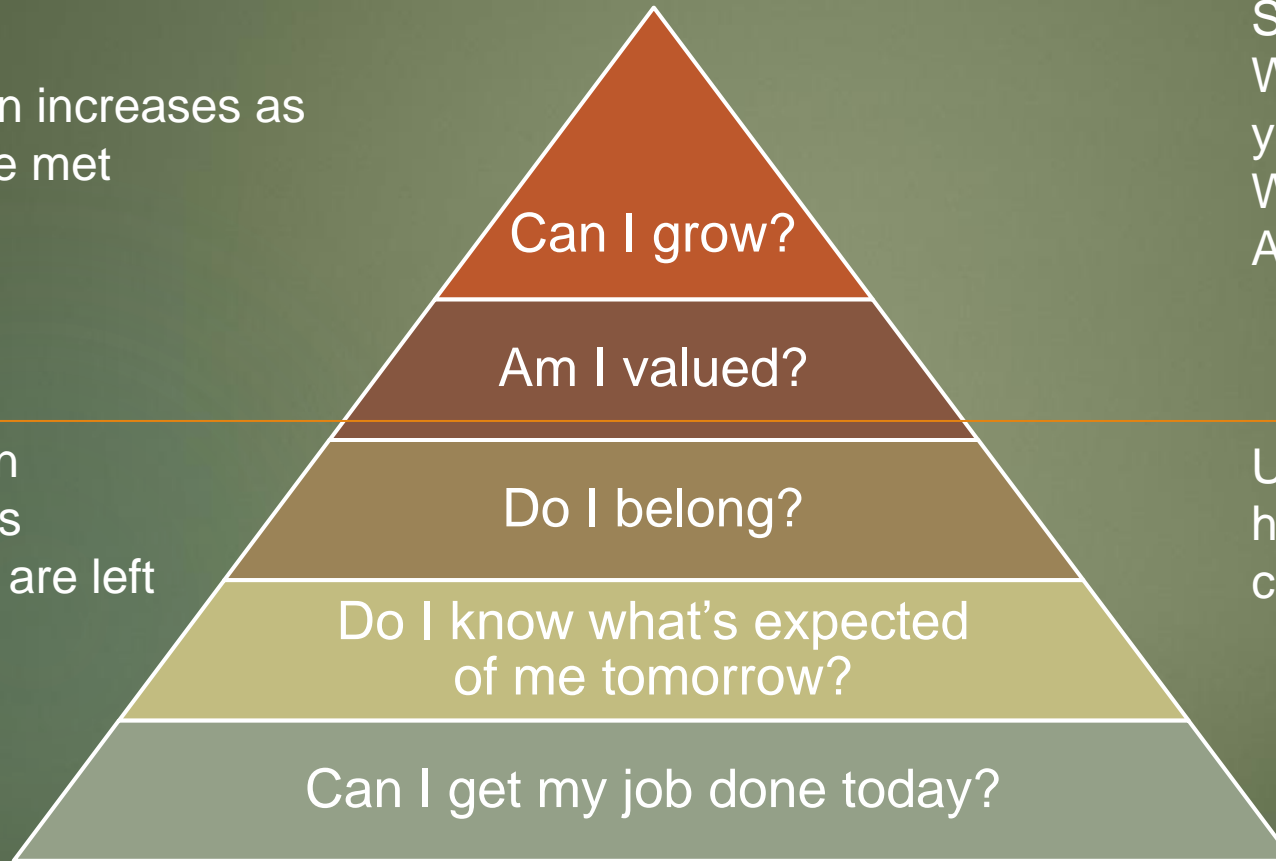 n increases as
e met
Can I grow?
Am I valued?
Do I belong?
Do I know what's expected
of me tomorrow?
Can I get my job done today?
n
s
are left
S
W
y
W
A
U
h
c